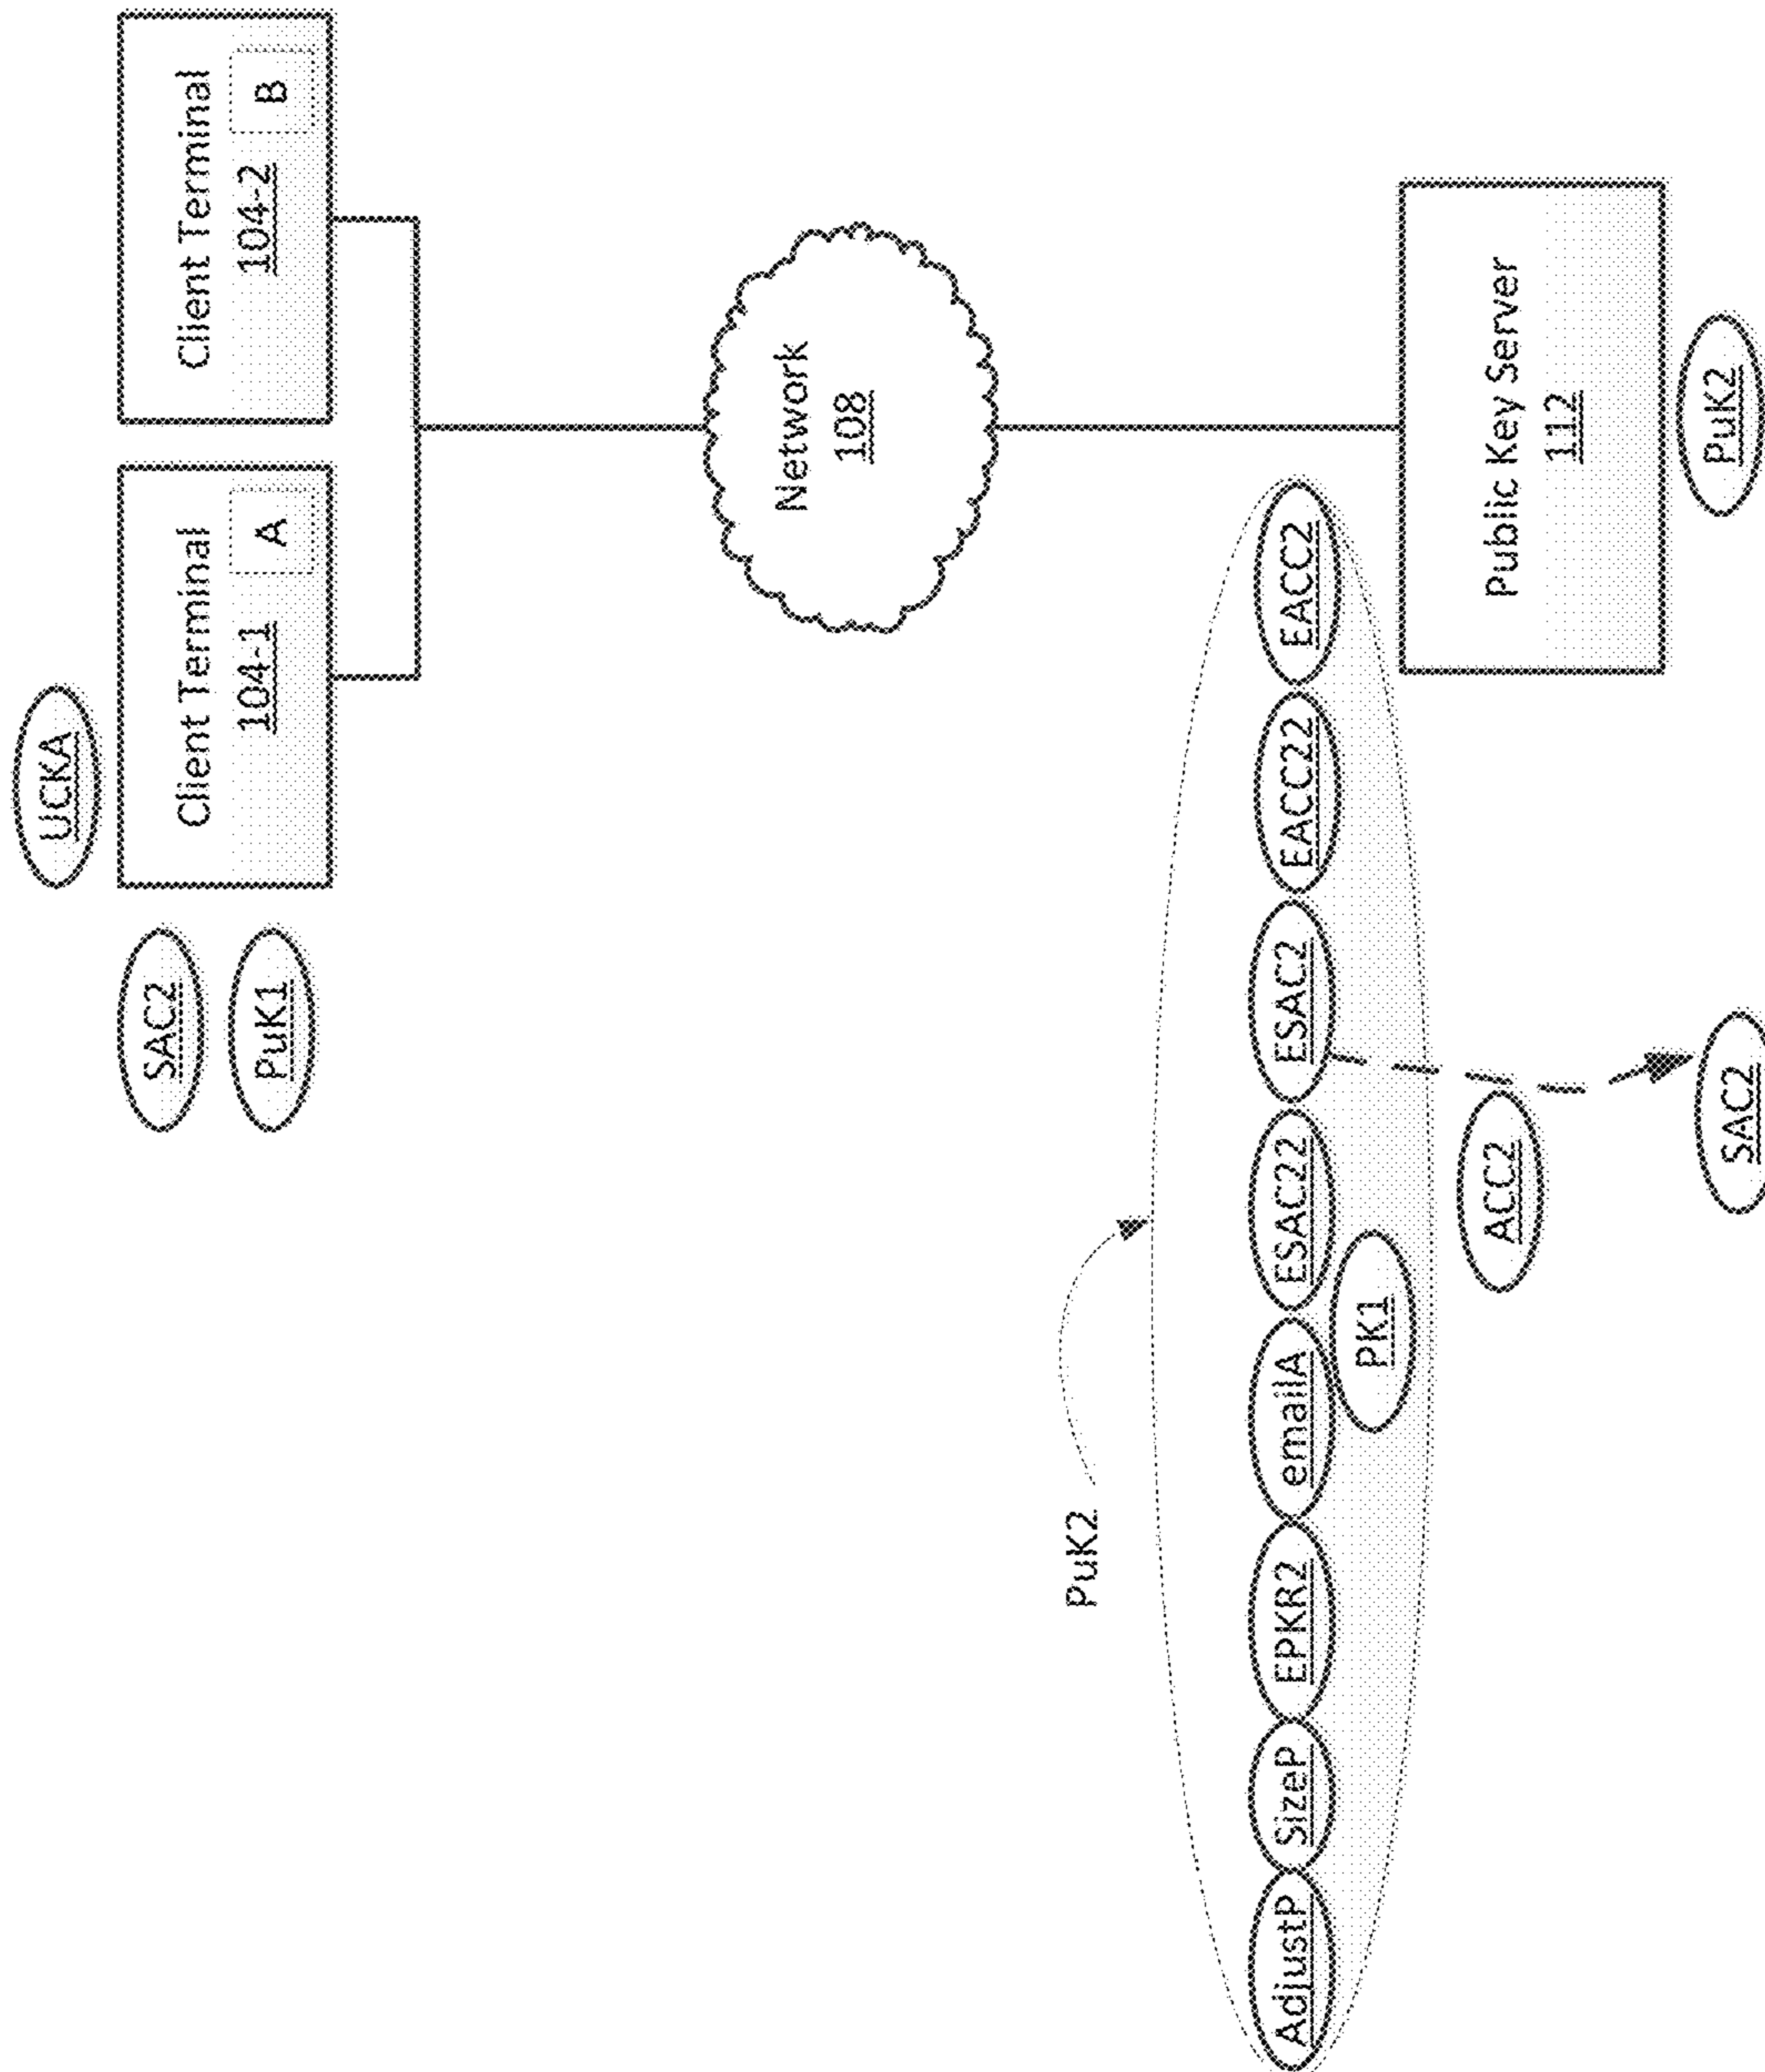 UCKA
SAC2
PuK1
Client Terminal
104-1
A
Client Terminal
104-2
B
Network
108
PuK2
AdjustP
SizeP
EPKR2
emailA
ESAC22
ESAC2
EACC22
EACC2
PK1
ACC2
SAC2
Public Key Server
112
PuK2